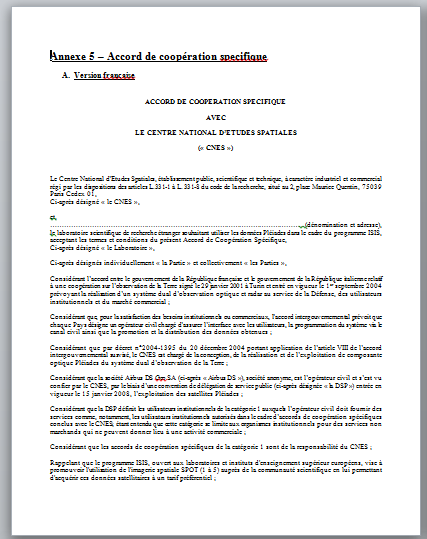 Annexe 5 – Accord de coopération specifique
A. Version française
ACCORD DE COOPERATION SPECIFIQUE
AVEC
LE CENTRE NATIONAL D'ETUDES SPATIALES
(« CNES »)
Le Centre National d'Etudes Spatiales, établissement public, scientifique et technique, à caractère industriel et commercial
régi par les dispositions des articles L.331-1 à L.331-8 du code de la recherche, situé au 2, place Maurice Quentin, 75039
Paris Cedex 01,
Ci-après désigné « le CNES »,
et,
(dénomination et adresse),
le laboratoire scientifique de recherche étranger souhaitant utiliser les données Pléiades dans le cadre du programme ISIS,
acceptant les termes et conditions du présent Accord de Coopération Spécifique,
Ci-après désigné « le Laboratoire »,
Ci-après désignés individuellement « la Partie » et collectivement « les Parties »,
Considérant l'accord entre le gouvernement de la République française et le gouvernement de la République italienne relatif
à une coopération sur l'observation de la Terre signé le 29 janvier 2001 à Turin et enté en vigueur le 1er septembre 2004
prévoyant la réalisation d'un système dual d'observation optique et radar au service de la Défense, des utilisateurs
institutionnels et du marché commercial ;
Considérant que, pour la satisfaction des besoins institutionnels ou commerciaux, l'accord intergouvernemental prévoit que
chaque Pays désigne un opérateur civil chargé d'assurer l'interface avec les utilisateurs, la programmation du système via le
canal civil ainsi que la promotion et la distribution des données obtenues ;
Considérant que par décret n°2004-1395 du 20 décembre 2004 portant application de l'article VIII de l'accord
intergouvernemental susvisé, le CNES est chargé de la conception, de la réalisation et de l'exploitation de composante
optique Pléiades du système dual d'observation de la Terre ;
Considérant que la société Airbus DS Geo SA (ci-après « Airbus DS »), société anonyme, est l'opérateur civil et s'est vu
confier par le CNES, par le biais d'une convention de délégation de service public (ci-après désignée « la DSP ») entrée en
vigueur le 15 janvier 2008, l'exploitation des satellites Pléiades ;
Considérant que la DSP définit les utilisateurs institutionnels de la catégorie 1 auxquels l'opérateur civil doit fournir des
services comme, notamment, les utilisateurs institutionnels autorisés dans le cadre d'accords de coopération spécifiques
conclus avec le CNES, étant entendu que cette catégorie se limite aux organismes institutionnels pour des services non
marchands qui ne peuvent donner lieu à une activité commerciale ;
Considérant que les accords de coopération spécifiques de la catégorie 1 sont de la responsabilité du CNES ;
Rappelant que le programme ISIS, ouvert aux laboratoires et instituts d'enseignement supérieur européens, vise à
promouvoir l'utilisation de l'imagerie spatiale SPOT (1 à 5) auprès de la communauté scientifique en lui permettant
d'acquérir ces données satellitaires à un tarif préférentiel ;